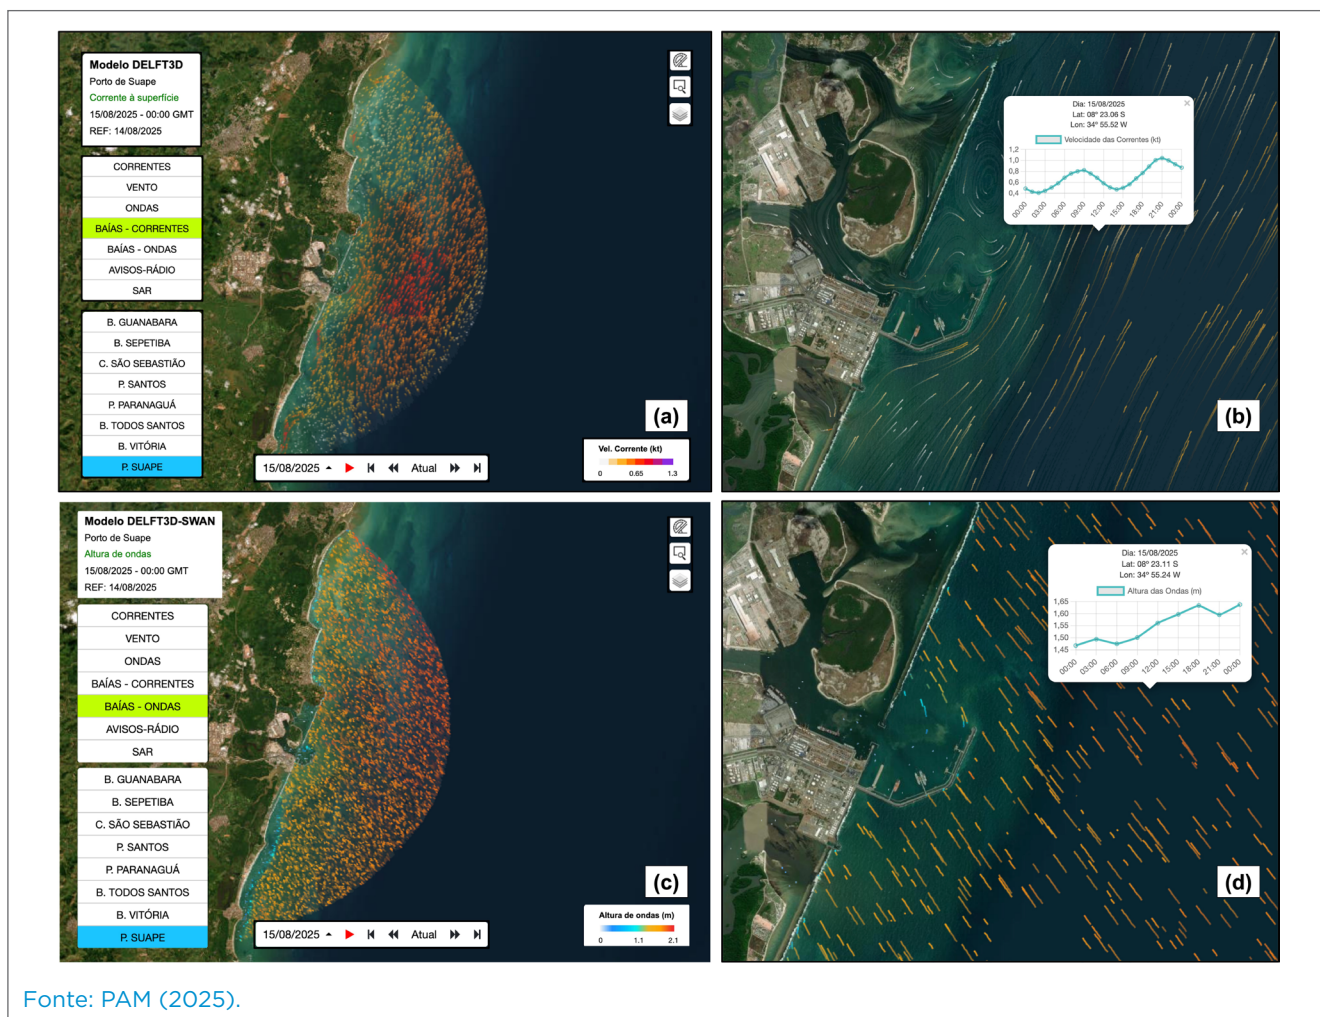 Modelo DELFT3D
Porto de Suape
Corrente à superfície
15/08/2025 - 00:00 GMT
REF: 14/08/2025
CORRENTES
VENTO
ONDAS
BAÍAS - CORRENTES
BAÍAS - ONDAS
AVISOS-RÁDIO
SAR
B. GUANABARA
B. SEPETIBA
C. SÃO SEBASTIÃO
P. SANTOS
P. PARANAGUÁ
B. TODOS SANTOS
B. VITÓRIA
P. SUAPE
15/08/2025
Atual
(a)
Vel. Corrente (kt)
0 0.65 1.3
Dia: 15/08/2025
Lat: 08º 23.06 S
Lon: 34º 55.52 W
Velocidade das Correntes (kt)
1,2
1,0
0,8
0,6
0,4
00:00 03:00 06:00 09:00 12:00 15:00 18:00 21:00 00:00
(b)
Modelo DELFT3D-SWAN
Porto de Suape
Altura de ondas
15/08/2025 - 00:00 GMT
REF: 14/08/2025
CORRENTES
VENTO
ONDAS
BAÍAS - CORRENTES
BAÍAS - ONDAS
AVISOS-RÁDIO
SAR
B. GUANABARA
B. SEPETIBA
C. SÃO SEBASTIÃO
P. SANTOS
P. PARANAGUÁ
B. TODOS SANTOS
B. VITÓRIA
P. SUAPE
15/08/2025
Atual
(c)
Altura de ondas (m)
0 1.1 2.1
Dia: 15/08/2025
Lat: 08º 23.11 S
Lon: 34º 55.24 W
Altura das Ondas (m)
1,65
1,60
1,55
1,50
1,45
00:00 03:00 06:00 09:00 12:00 15:00 18:00 21:00 00:00
(d)
Fonte: PAM (2025).